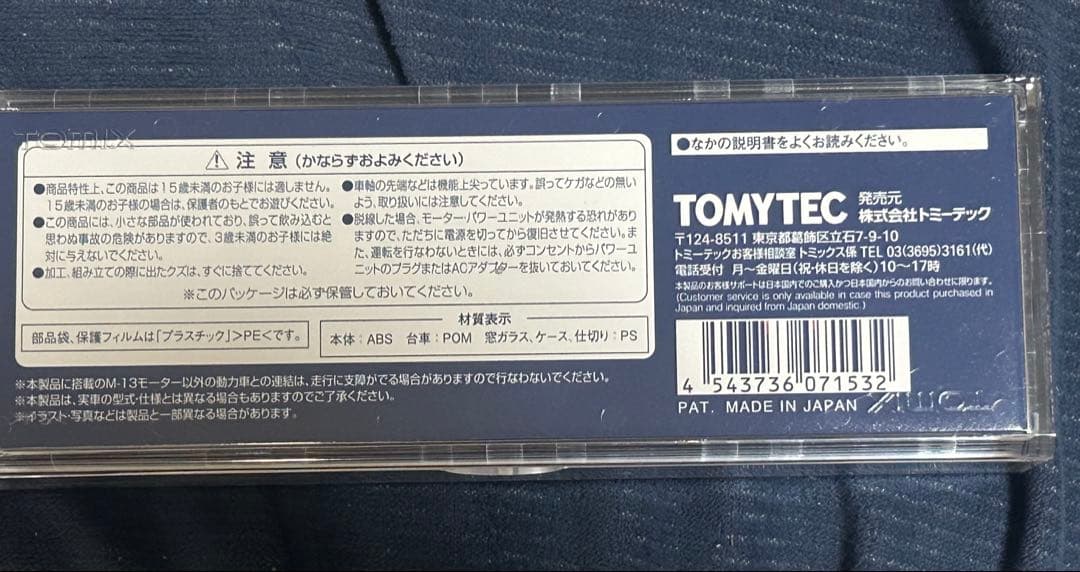 TOMIX
⚠ 注意(かならずおよみください)
●商品特性上、この商品は15歳未満のお子様には適しません。
15歳未満のお子様の場合は、保護者のもとでお遊びください。
●この商品には、小さな部品が使われており、誤って飲み込むと
思わぬ事故の危険がありますので、3歳未満のお子様には絶
対に与えないでください。
●加工、組み立ての際に出たクズは、すぐに捨ててください。
●車軸の先端などは機能上尖っています。誤ってケガなどの無い
よう、取り扱いには注意してください。
●脱線した場合、モーター・パワーユニットが発熱する恐れがあり
ますので、ただちに電源を切ってから復旧させてください。ま
た、運転を行なわないときには、必ずコンセントからパワーユ
ニットのプラグまたはACアダプターを抜いておいてください。
※このパッケージは必ず保管しておいてください。
部品袋、保護フィルムは「プラスチック」>PE<です。
材質表示
本体:ABS 台車:POM 窓ガラス、ケース、仕切り:PS
※本製品に搭載のM-13モーター以外の動力車との連結は、走行に支障がでる場合がありますので行なわないでください。
※本製品は、実車の型式・仕様とは異なる場合もありますのでご了承ください。
※イラスト・写真などは製品と一部異なる場合があります。
●なかの説明書をよくお読みください。
TOMYTEC 発売元
株式会社トミーテック
〒124-8511 東京都葛飾区立石7-9-10
トミーテックお客様相談室 トミックス係 TEL 03(3695)3161(代)
電話受付 月~金曜日(祝・休日を除く)10~17時
本製品のお客様サポートは日本国内でのご購入かつ日本国内からのお問い合わせに限ります。
(Customer service is only available in case this product purchased in
Japan and inquired from Japan domestic.)
4 543736 071532
PAT. MADE IN JAPAN